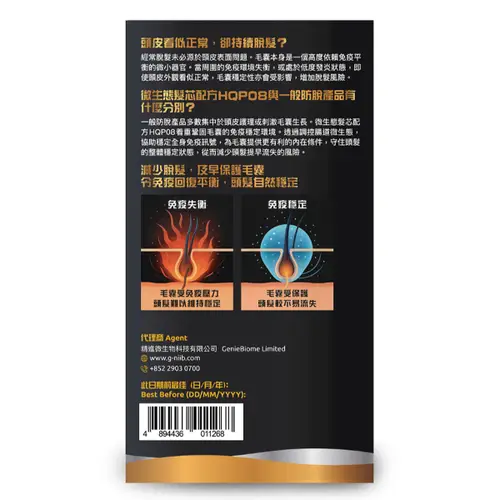 頭皮看似正常，卻持續脫髮？
經常脫髮未必源於頭皮表面問題。毛囊本身是一個高度依賴免疫平
衡的微小器官。當周圍的免疫環境失衡，或處於低度發炎狀態，即
使頭皮外觀看似正常，毛囊穩定性亦會受影響，增加脫髮風險。
微生態髮芯配方HQP08與一般防脫產品有
什麼分別？
一般防脫產品多數集中於頭皮護理或刺激毛囊生長。微生態髮芯配
方HQP08着重鞏固毛囊的免疫穩定環境。透過調控腸道微生態，
協助穩定全身免疫訊號，為毛囊提供更有利的內在條件，守住頭髮
的整體穩定狀態，從而減少頭髮提早流失的風險。
減少脫髮，及早保護毛囊
令免疫回復平衡，頭髮自然穩定
免疫失衡
免疫穩定
毛囊受免疫壓力
頭髮難以維持穩定
毛囊受保護
頭髮較不易流失
代理商 Agent
精進微生物科技有限公司 GenieBiome Limited
www.g-niib.com
+852 2903 0700
此日期前最佳 (日/月/年):
Best Before (DD/MM/YYYY):
4 894436 011268